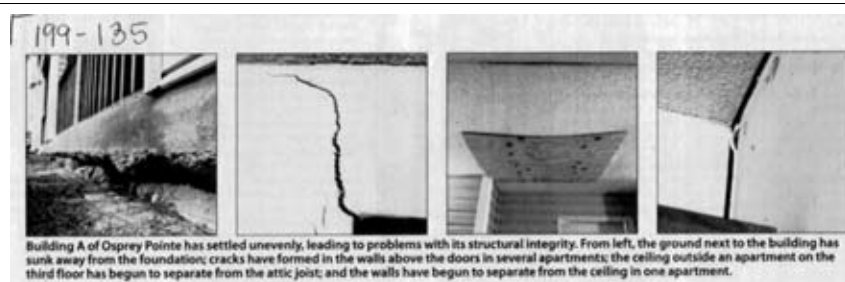 199-135
Building A of Osprey Pointe has settled unevenly, leading to problems with its structural integrity. From left, the ground next to the building has
sunk away from the foundation; cracks have formed in the walls above the doors in several apartments; the ceiling outside an apartment on the
third floor has begun to separate from the attic joist; and the walls have begun to separate from the ceiling in one apartment.